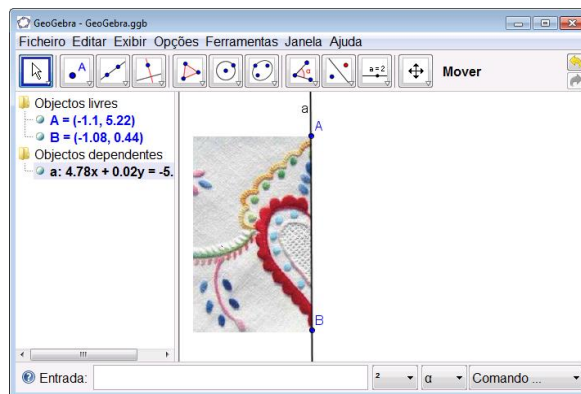 GeoGebra - GeoGebra.ggb
Ficheiro Editar Exibir Opções Ferramentas Janela Ajuda
A
α
a=2
Mover
Objectos livres
A = (-1.1, 5.22)
B = (-1.08, 0.44)
Objectos dependentes
a: 4.78x + 0.02y = -5.
a
A
B
Entrada:
²
α
Comando ...